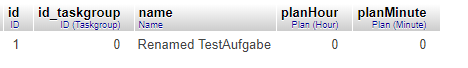 id id_taskgroup name planHour planMinute
ID ID (Taskgroup) Name Plan (Hour) Plan (Minute)
1 0 Renamed TestAufgabe 0 0